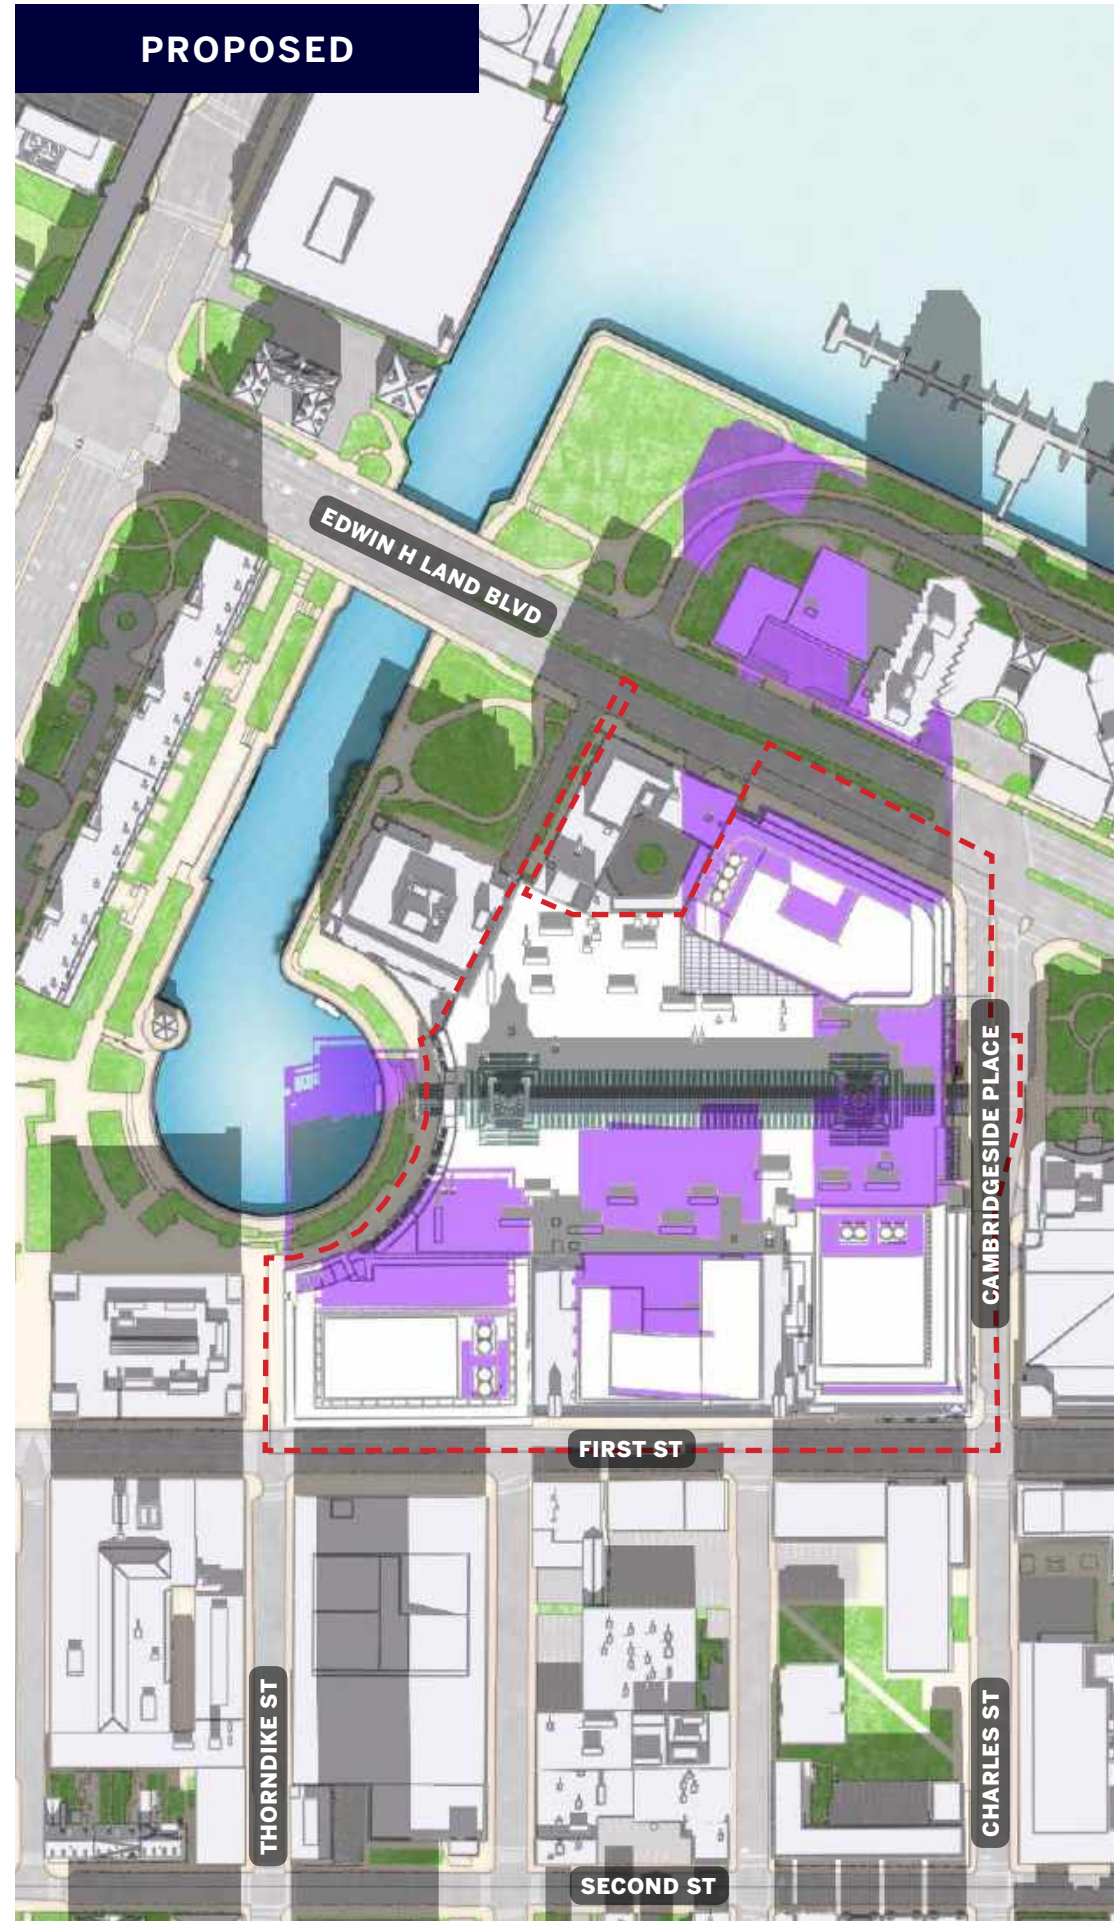 PROPOSED
EDWIN H LAND BLVD
CAMBRIDGESIDE PLACE
FIRST ST
THORNDIKE ST
CHARLES ST
SECOND ST